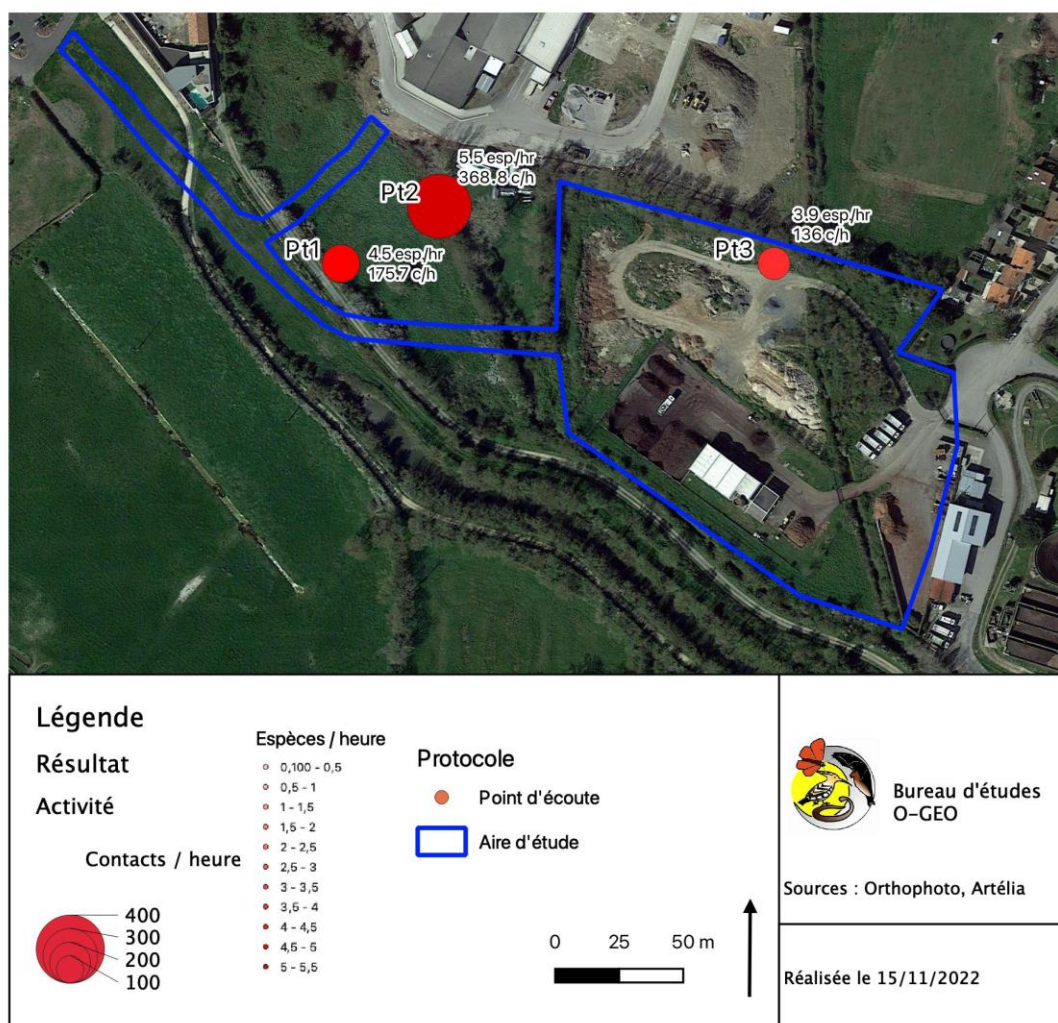 Pt2
5.5 esp/hr
368.8 c/h
Pt1
4.5 esp/hr
175.7 c/h
Pt3
3.9 esp/hr
136 c/h
Légende
Résultat
Activité
Contacts / heure
400
300
200
100
Espèces / heure
0,100 - 0,5
0,5 - 1
1 - 1,5
1,5 - 2
2 - 2,5
2,5 - 3
3 - 3,5
3,5 - 4
4 - 4,5
4,5 - 5
5 - 5,5
Protocole
Point d'écoute
Aire d'étude
0 25 50 m
Bureau d'études
O-GEO
Sources : Orthophoto, Artélia
Réalisée le 15/11/2022